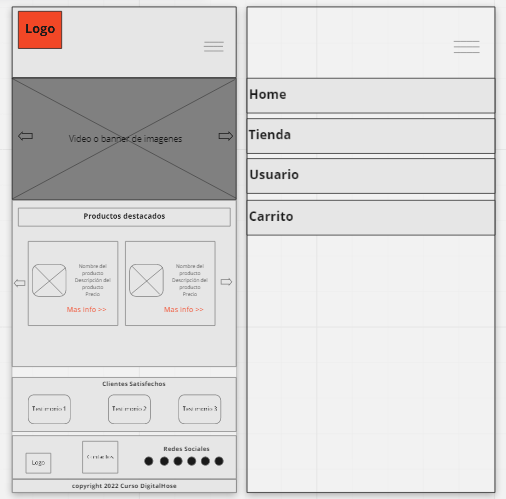 Logo
Video o banner de imagenes
Productos destacados
Nombre del
producto
Descripción del
producto
Precio
Mas info >>
Nombre del
producto
Descripción del
producto
Precio
Mas info >>
Clientes Satisfechos
Testimonio 1
Testimonio 2
Testimonio 3
Logo
Contactos
Redes Sociales
copyright 2022 Curso DigitalHose
Home
Tienda
Usuario
Carrito